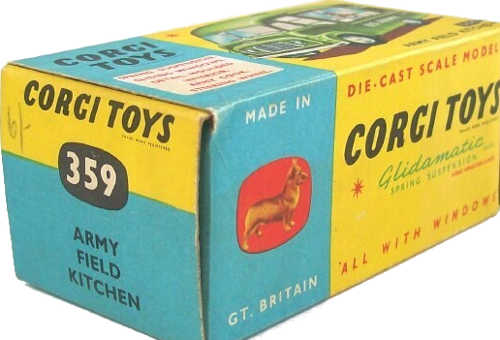 CORGI
TOYS
ARMY FIELD
CORGI TOYS
6/-
359
ARMY
FIELD
KITCHEN
MADE IN
GT. BRITAIN
DIE-CAST SCALE MODEL
CORGI TOYS
Glidamatic
SPRING SUSPENSION
ALL WITH WINDOWS